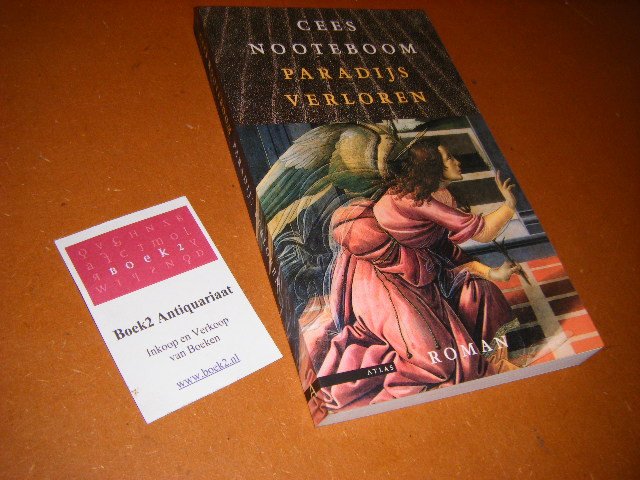 CEES
NOOTEBOOM
PARADIJS
VERLOREN
ROMAN
ATLAS
BOEK2
Boek2 Antiquariaat
Inkoop en Verkoop
van Boeken
www.boek2.nl